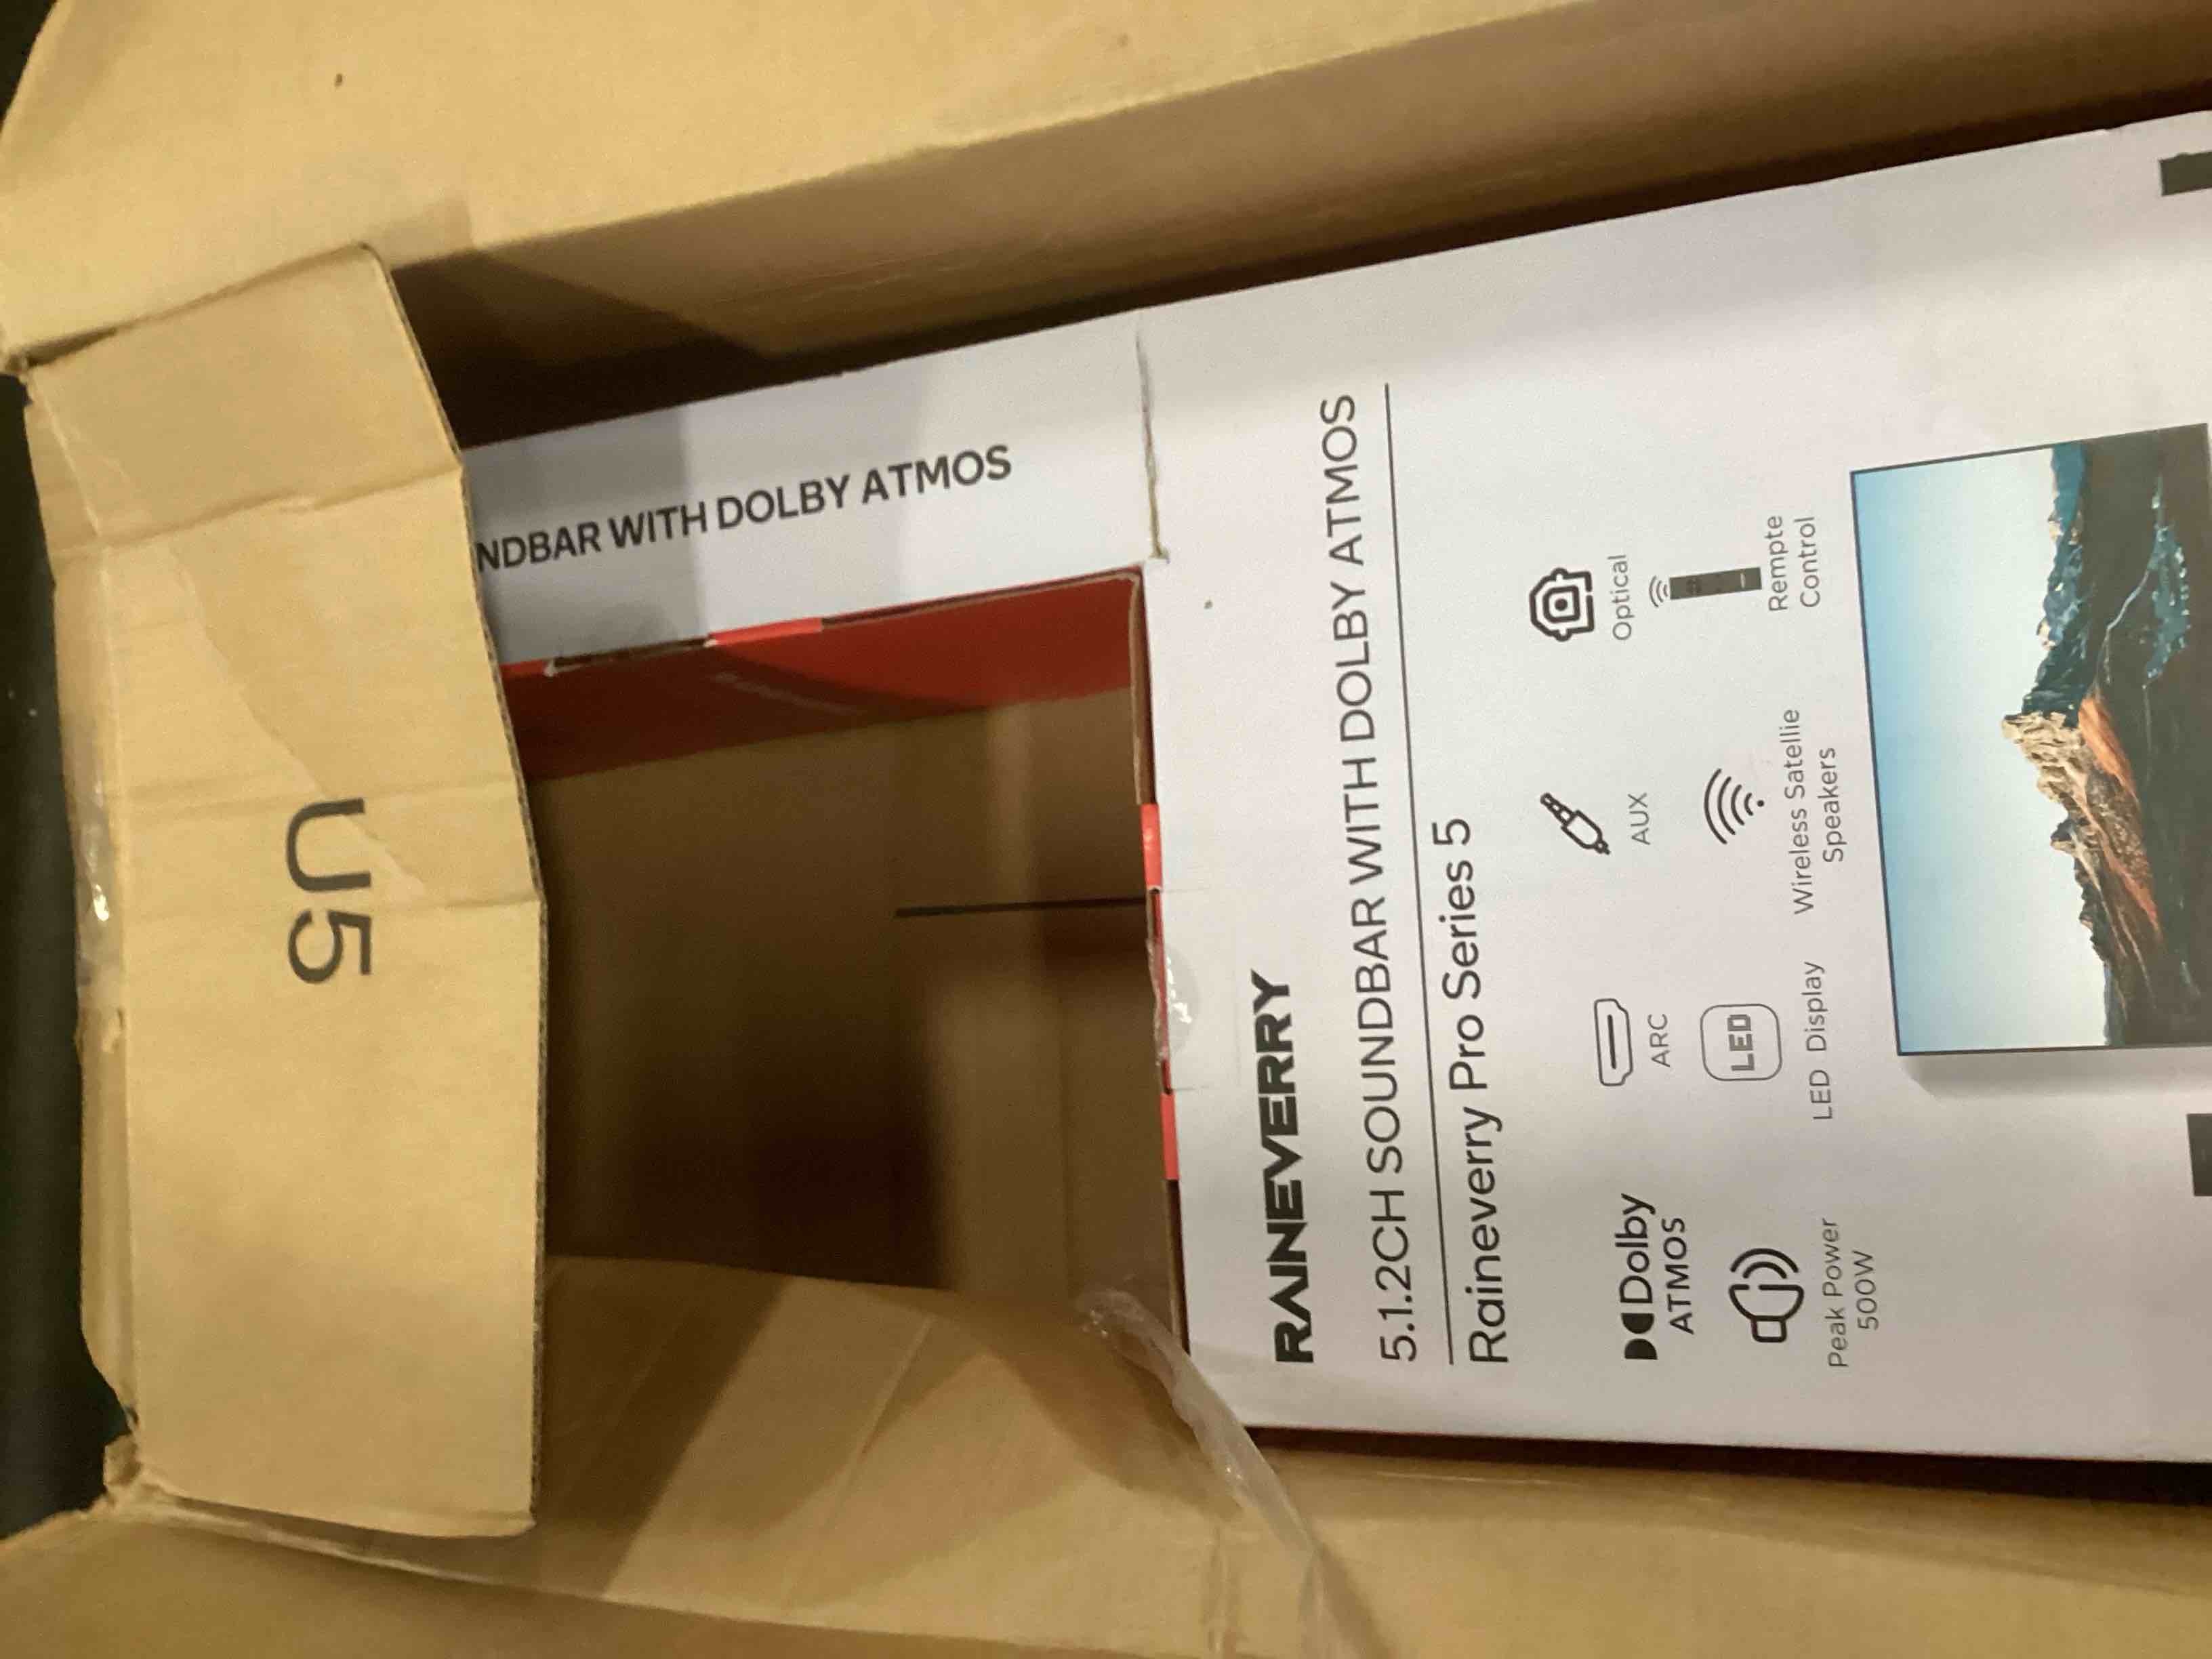 U5
NDBAR WITH DOLBY ATMOS
RAINEVERRY
5.1.2CH SOUNDBAR WITH DOLBY ATMOS
Raineverry Pro Series 5
Dolby
ATMOS
ARC
AUX
Optical
Peak Power
500W
LED
LED Display
Wireless Satellie
Speakers
Rempte
Control